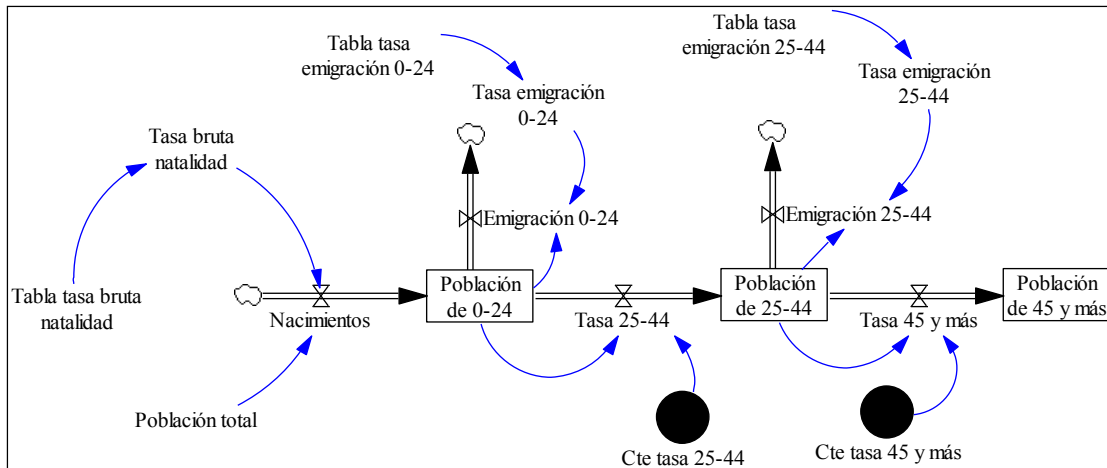 Tabla tasa
emigración 0-24
Tabla tasa
emigración 25-44
Tasa emigración
0-24
Tasa emigración
25-44
Tasa bruta
natalidad
Emigración 0-24
Emigración 25-44
Tabla tasa bruta
natalidad
Nacimientos
Población
de 0-24
Tasa 25-44
Población
de 25-44
Tasa 45 y más
Población
de 45 y más
Población total
Cte tasa 25-44
Cte tasa 45 y más